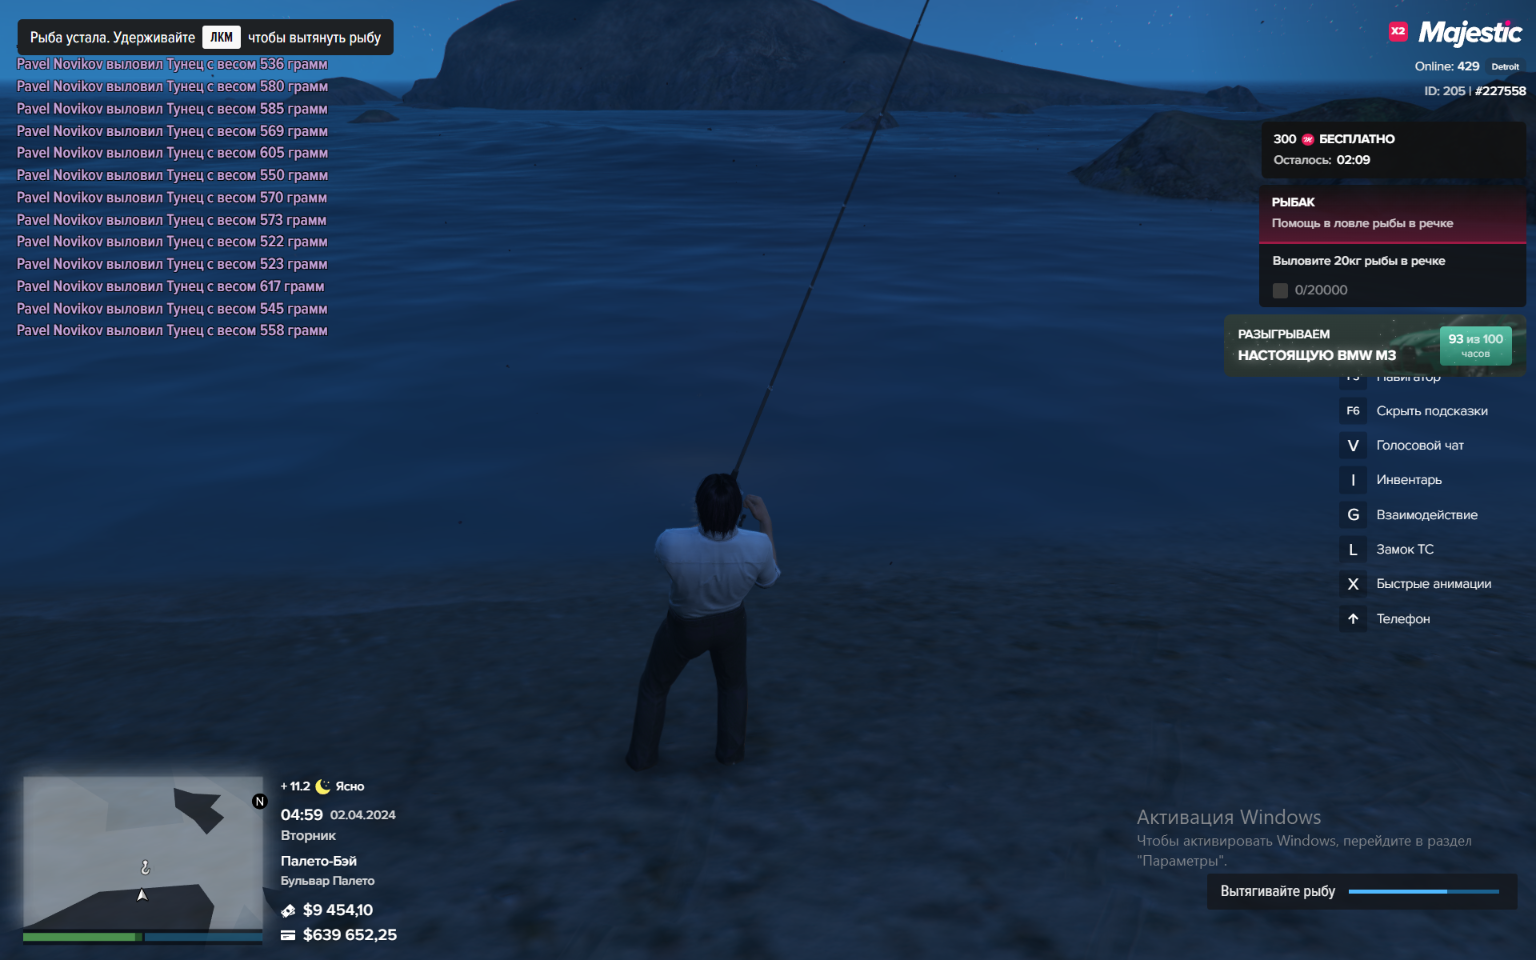 Рыба устала. Удерживайте ЛКМ чтобы вытянуть рыбу
Pavel Novikov выловил Тунец с весом 536 грамм
Pavel Novikov выловил Тунец с весом 580 грамм
Pavel Novikov выловил Тунец с весом 585 грамм
Pavel Novikov выловил Тунец с весом 569 грамм
Pavel Novikov выловил Тунец с весом 605 грамм
Pavel Novikov выловил Тунец с весом 550 грамм
Pavel Novikov выловил Тунец с весом 570 грамм
Pavel Novikov выловил Тунец с весом 573 грамм
Pavel Novikov выловил Тунец с весом 522 грамм
Pavel Novikov выловил Тунец с весом 523 грамм
Pavel Novikov выловил Тунец с весом 617 грамм
Pavel Novikov выловил Тунец с весом 545 грамм
Pavel Novikov выловил Тунец с весом 558 грамм
X2 Majestic
Online: 429 Detroit
ID: 205 | #227558
300 БЕСПЛАТНО
Осталось: 02:09
РЫБАК
Помощь в ловле рыбы в речке
Выловите 20кг рыбы в речке
0/20000
РАЗЫГРЫВАЕМ
НАСТОЯЩУЮ BMW M3
93 из 100
часов
Навигатор
F6 Скрыть подсказки
V Голосовой чат
I Инвентарь
G Взаимодействие
L Замок ТС
X Быстрые анимации
Телефон
N
+11.2 Ясно
04:59 02.04.2024
Вторник
Палето-Бэй
Бульвар Палето
$9 454,10
$639 652,25
Активация Windows
Чтобы активировать Windows, перейдите в раздел
"Параметры".
Вытягивайте рыбу